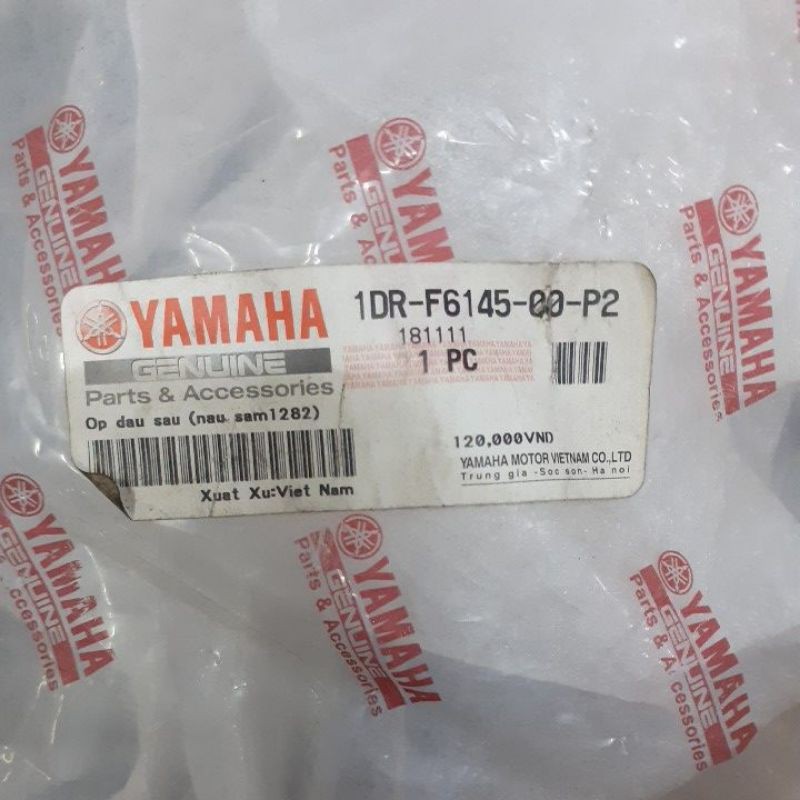 YAMAHA
GENUINE
Parts & Accessories
YAMAHA
GENUINE
Parts & Accessories
YAMAHA
GENUINE
Parts & Accessories
YAMAHA
GENUINE
Parts & Accessories
1DR-F6145-00-P2
181111
1 PC
Op dau sau (nau sam1282)
120,000VND
YAMAHA MOTOR VIETNAM CO.,LTD
Trung gia -Soc son- Ha noi
Xuat Xu:Viet Nam
YAMAHA
GENUINE
Parts & Accessories
YAMAHA
GENUINE
Parts & Accessories
YAMAHA
GENUINE
Parts & Accessories